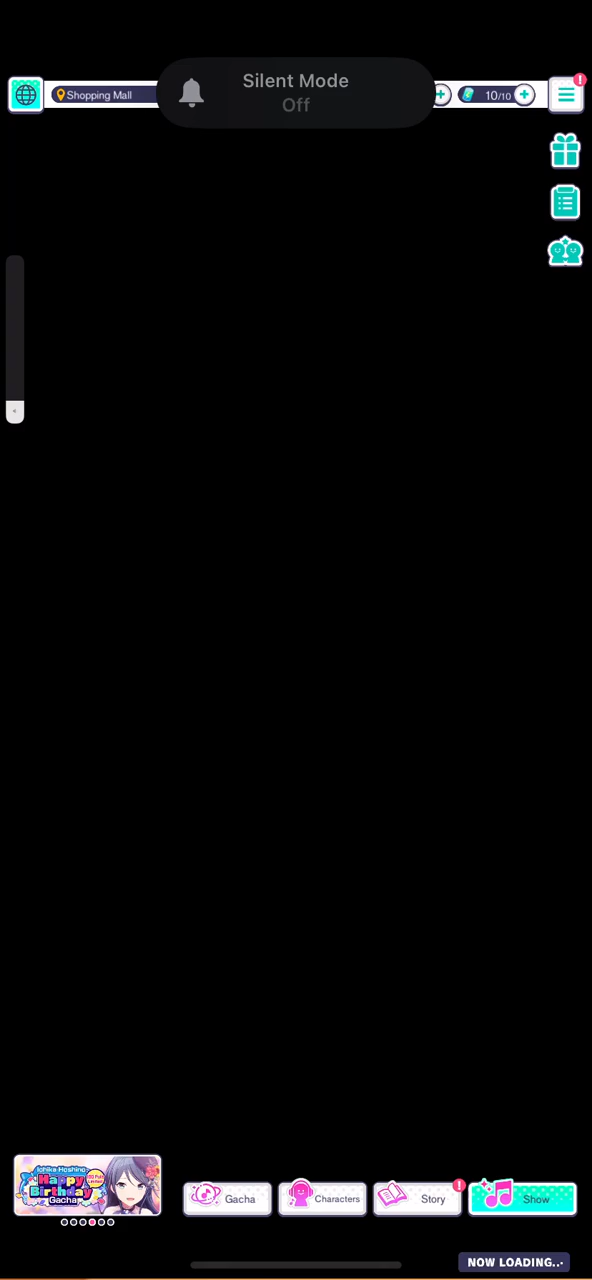 Silent Mode
Off
Shopping Mall
10/10
Ichika Hoshino
Happy
Birthday
Gacha
Gacha
Characters
Story
Show
NOW LOADING...